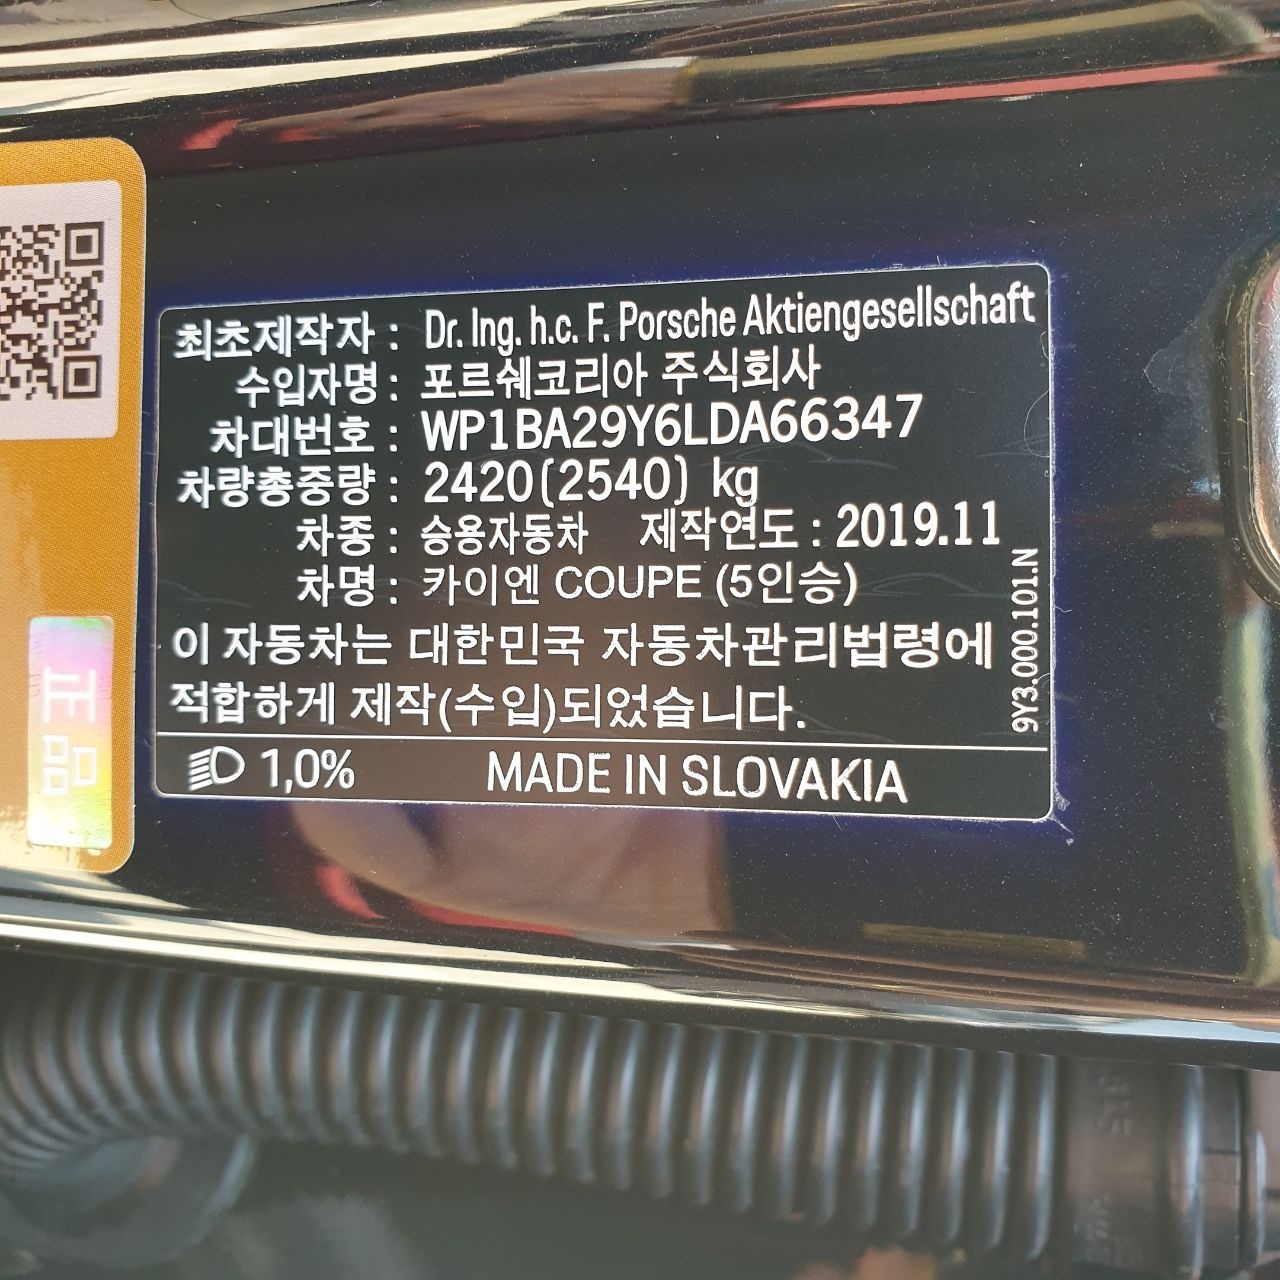 최초제작자 : Dr. Ing. h.c. F. Porsche Aktiengesellschaft
수입자명 : 포르쉐코리아 주식회사
차대번호 : WP1BA29Y6LDA66347
차량총중량 : 2420(2540) kg
차종 : 승용자동차 제작연도 : 2019.11
차명 : 카이엔 COUPE (5인승)
이 자동차는 대한민국 자동차관리법령에
적합하게 제작(수입)되었습니다.
1,0% MADE IN SLOVAKIA
9Y3.000.101.N
正品